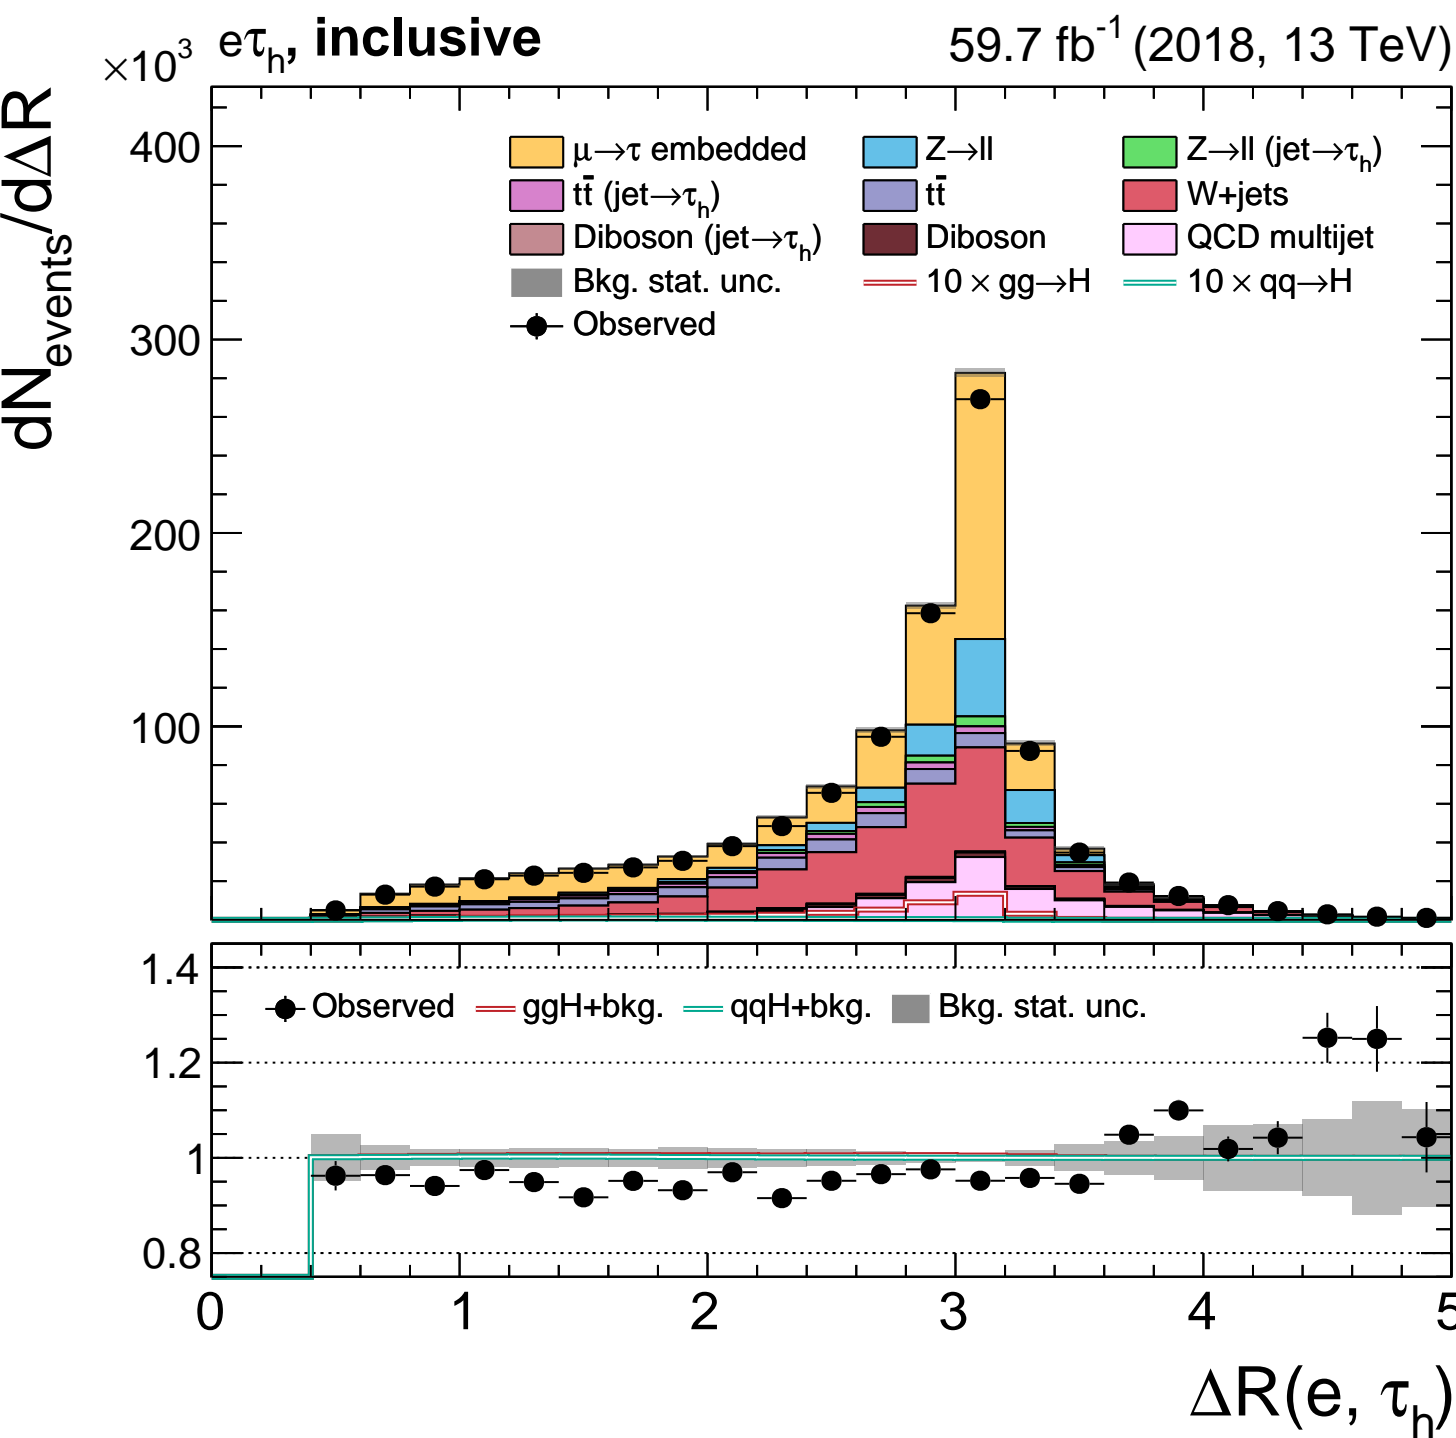 ×10³ eτₕ, inclusive 59.7 fb⁻¹ (2018, 13 TeV)
dN_events/dΔR
400
300
200
100
μ→τ embedded Z→ll Z→ll (jet→τₕ)
tt̄ (jet→τₕ) tt̄ W+jets
Diboson (jet→τₕ) Diboson QCD multijet
Bkg. stat. unc. 10 × gg→H 10 × qq→H
Observed
1.4
1.2
1
0.8
Observed ggH+bkg. qqH+bkg. Bkg. stat. unc.
0 1 2 3 4 5
ΔR(e, τₕ)